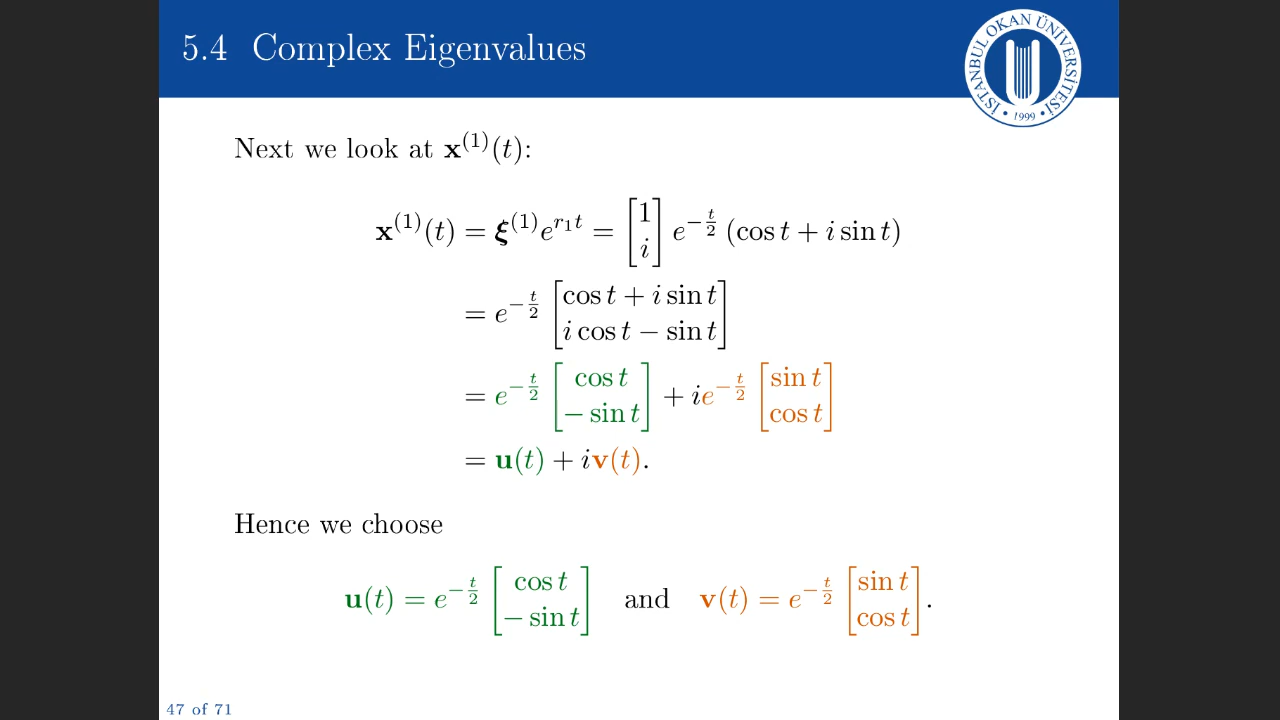 5.4 Complex Eigenvalues
İSTANBUL OKAN ÜNİVERSİTESİ
• 1999 •
Next we look at x⁽¹⁾(t):
x⁽¹⁾(t) = ξ⁽¹⁾e^{r₁t} = [1; i] e^{−t/2} (cos t + i sin t)
= e^{−t/2} [cos t + i sin t; i cos t − sin t]
= e^{−t/2} [cos t; − sin t] + ie^{−t/2} [sin t; cos t]
= u(t) + iv(t).
Hence we choose
u(t) = e^{−t/2} [cos t; − sin t] and v(t) = e^{−t/2} [sin t; cos t].
47 of 71